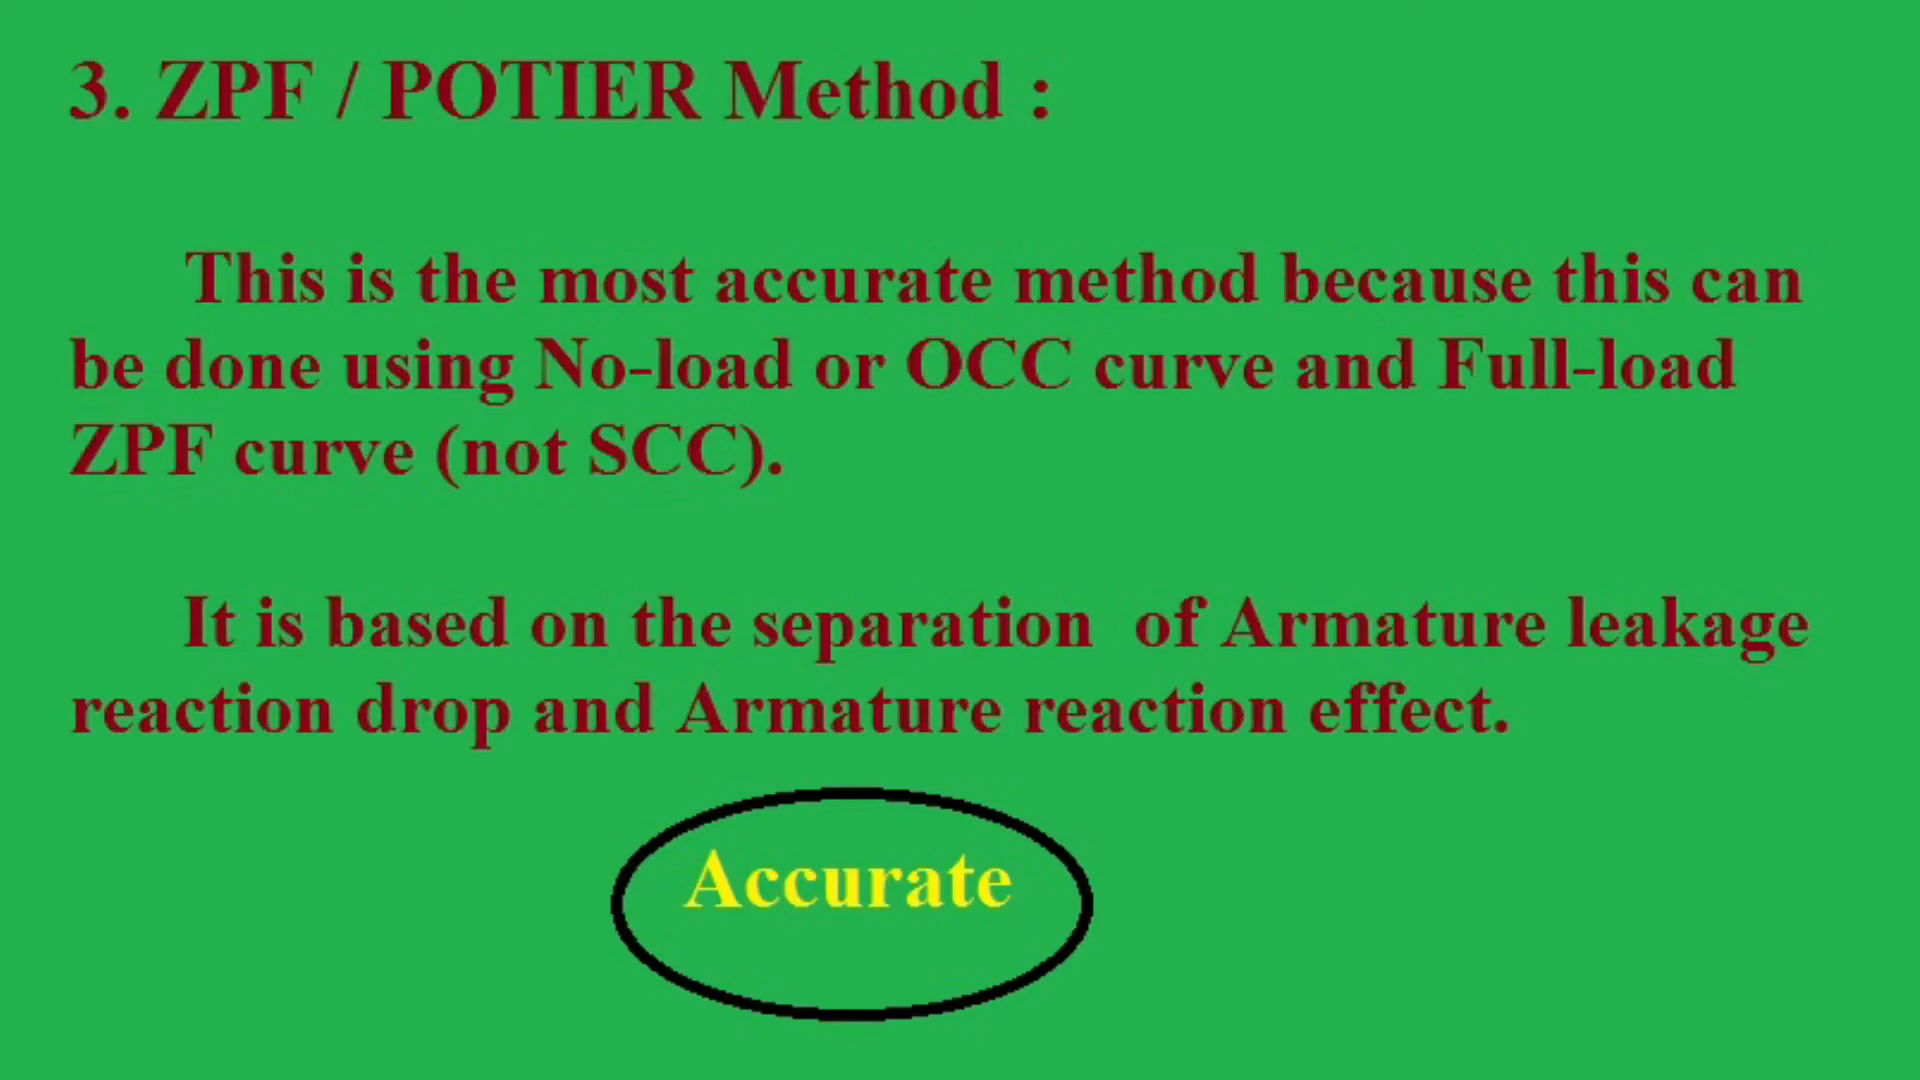 3. ZPF / POTIER Method :
This is the most accurate method because this can
be done using No-load or OCC curve and Full-load
ZPF curve (not SCC).
It is based on the separation of Armature leakage
reaction drop and Armature reaction effect.
Accurate